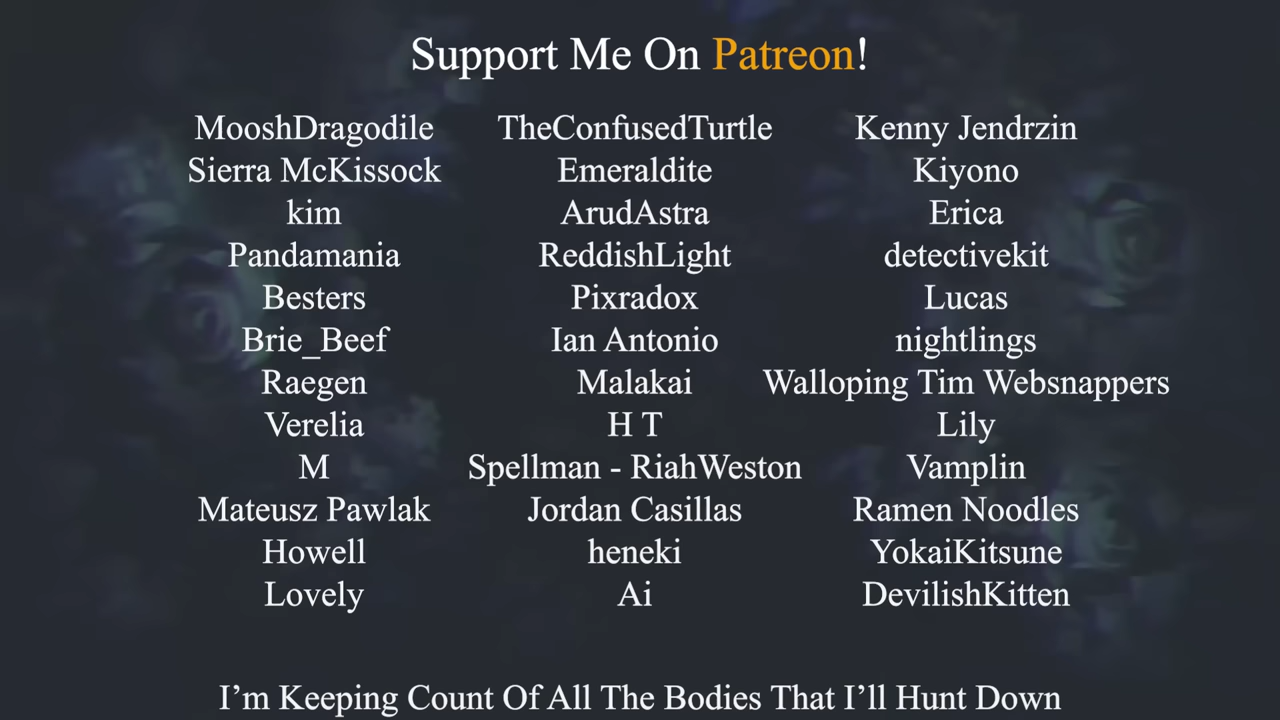 Support Me On Patreon!
MooshDragodile TheConfusedTurtle Kenny Jendrzin
Sierra McKissock Emeraldite Kiyono
kim ArudAstra Erica
Pandamania ReddishLight detectivekit
Besters Pixradox Lucas
Brie_Beef Ian Antonio nightlings
Raegen Malakai Walloping Tim Websnappers
Verelia H T Lily
M Spellman - RiahWeston Vamplin
Mateusz Pawlak Jordan Casillas Ramen Noodles
Howell heneki YokaiKitsune
Lovely Ai DevilishKitten
I’m Keeping Count Of All The Bodies That I’ll Hunt Down